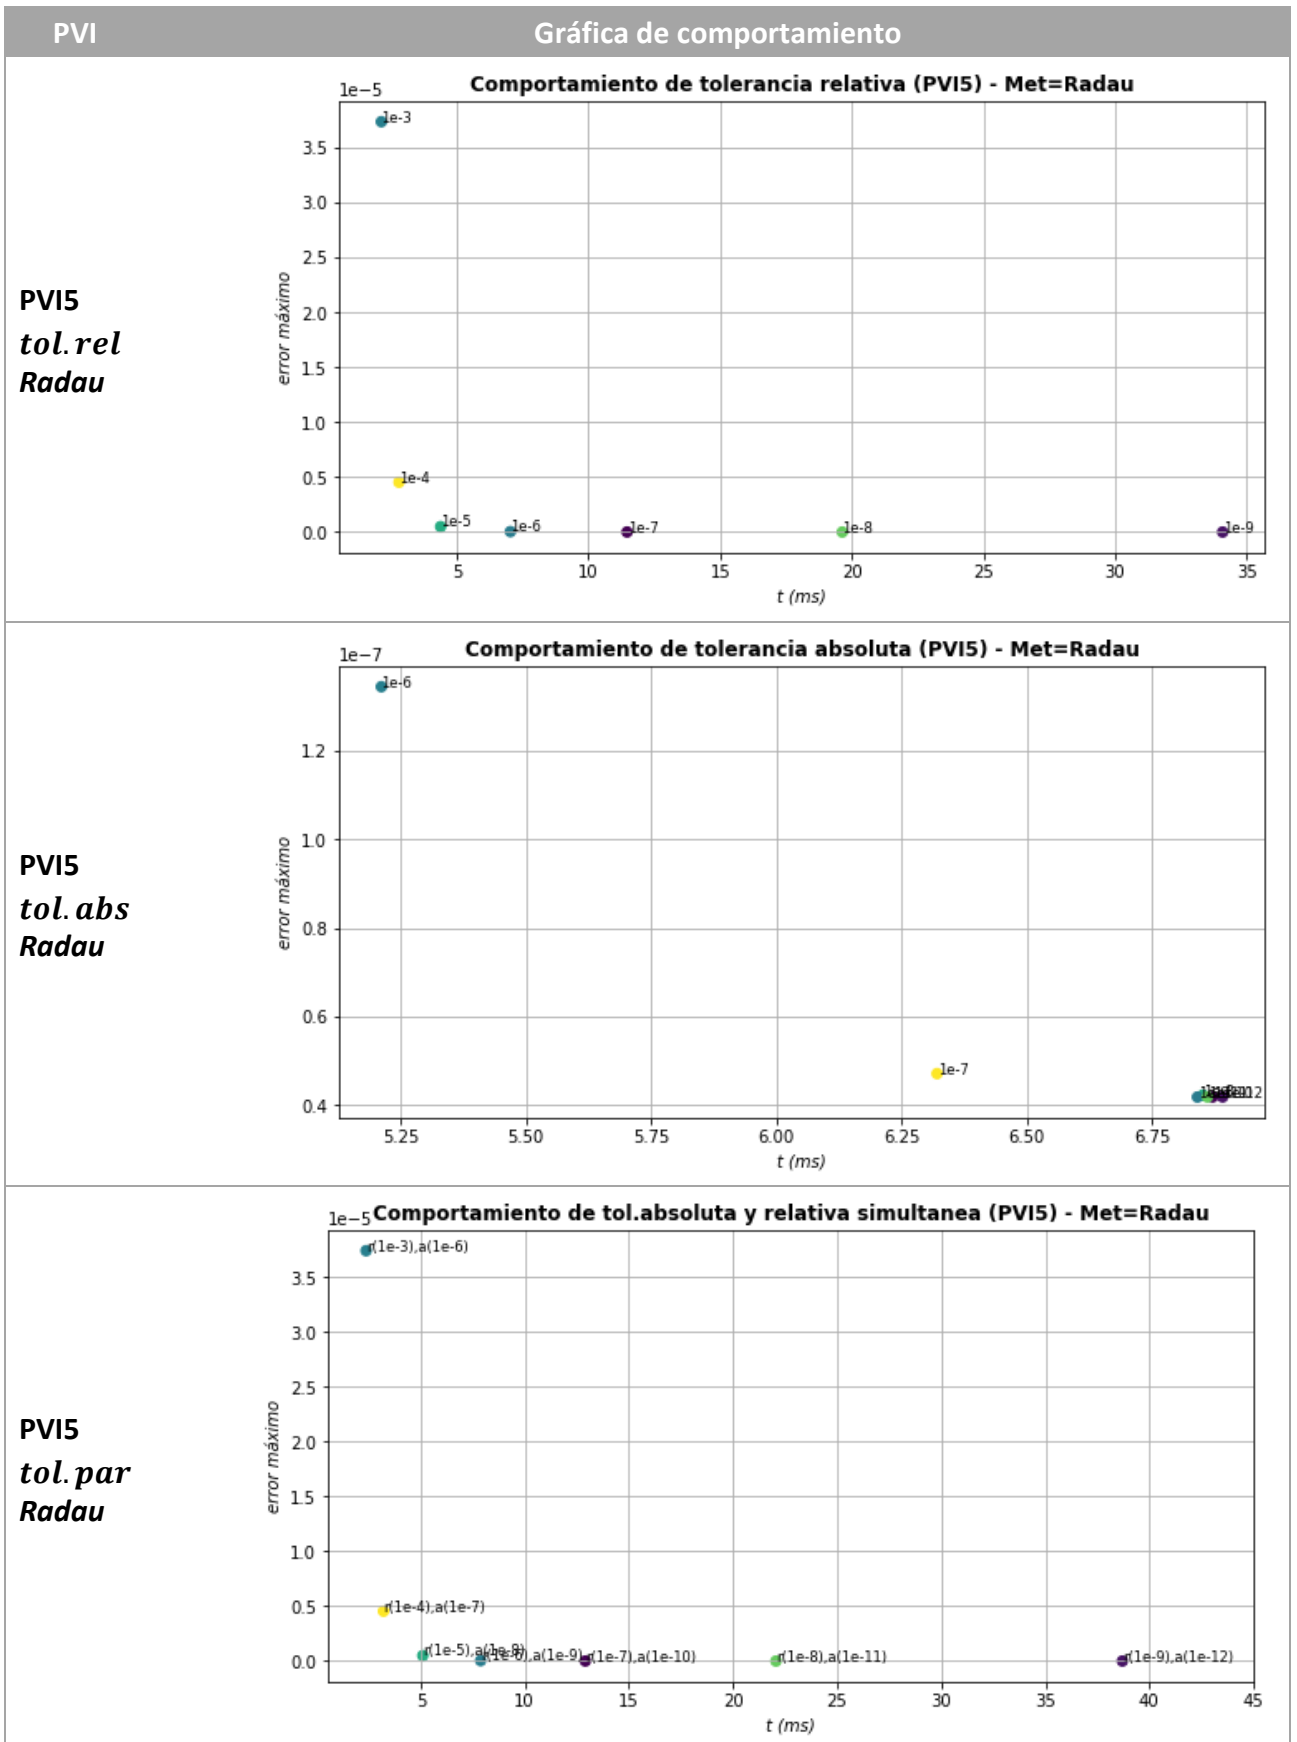 PVI Gráfica de comportamiento
PVI5
tol.rel
Radau
Comportamiento de tolerancia relativa (PVI5) - Met=Radau
1e−5
error máximo
3.5
3.0
2.5
2.0
1.5
1.0
0.5
0.0
1e-3
1e-4
1e-5
1e-6
1e-7
1e-8
1e-9
5 10 15 20 25 30 35
t (ms)
PVI5
tol.abs
Radau
Comportamiento de tolerancia absoluta (PVI5) - Met=Radau
1e−7
error máximo
1.2
1.0
0.8
0.6
0.4
1e-6
1e-7
5.25 5.50 5.75 6.00 6.25 6.50 6.75
t (ms)
PVI5
tol.par
Radau
Comportamiento de tol.absoluta y relativa simultanea (PVI5) - Met=Radau
1e−5
error máximo
3.5
3.0
2.5
2.0
1.5
1.0
0.5
0.0
r(1e-3),a(1e-6)
r(1e-4),a(1e-7)
r(1e-5),a(1e-8)
r(1e-6),a(1e-9)
r(1e-7),a(1e-10)
r(1e-8),a(1e-11)
r(1e-9),a(1e-12)
5 10 15 20 25 30 35 40 45
t (ms)